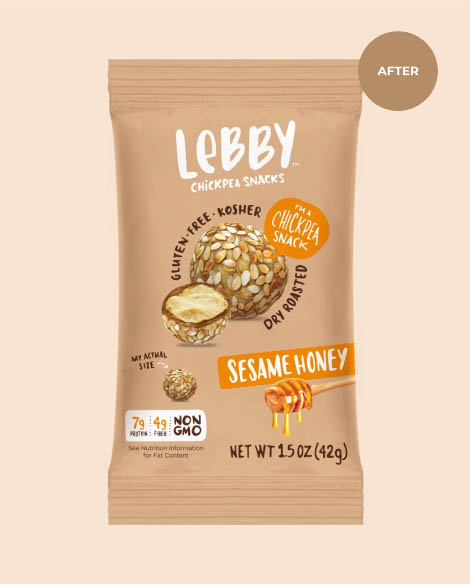 AFTER
LeBBY™
CHICKPEA SNACKS
GLUTEN-FREE · KOSHER
I'M A
CHICKPEA
SNACK
DRY ROASTED
MY ACTUAL
SIZE
SESAME HONEY
7g
PROTEIN
4g
FIBER
NON
GMO
See Nutrition Information
for Fat Content
NET WT 1.5 OZ (42g)